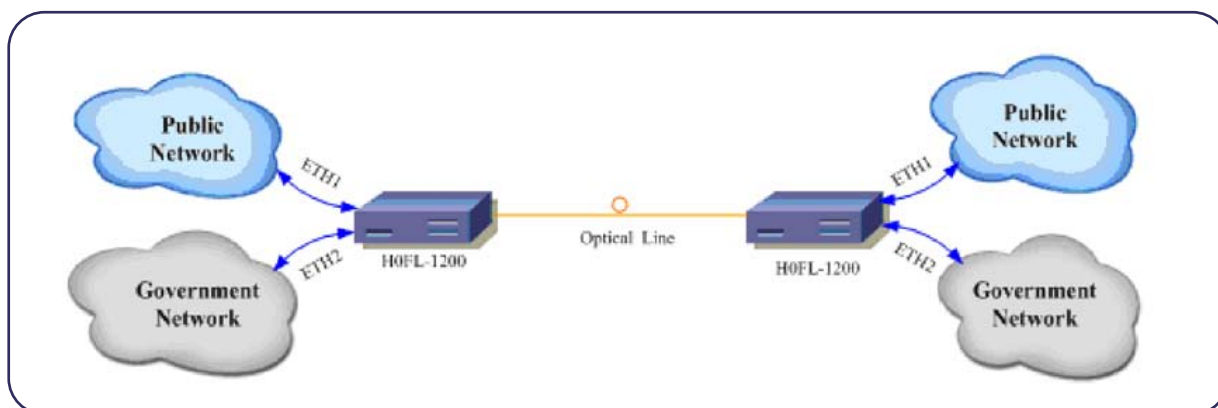 Public
Network
ETH1
ETH2
Government
Network
H0FL-1200
Optical Line
H0FL-1200
ETH1
ETH2
Public
Network
Government
Network